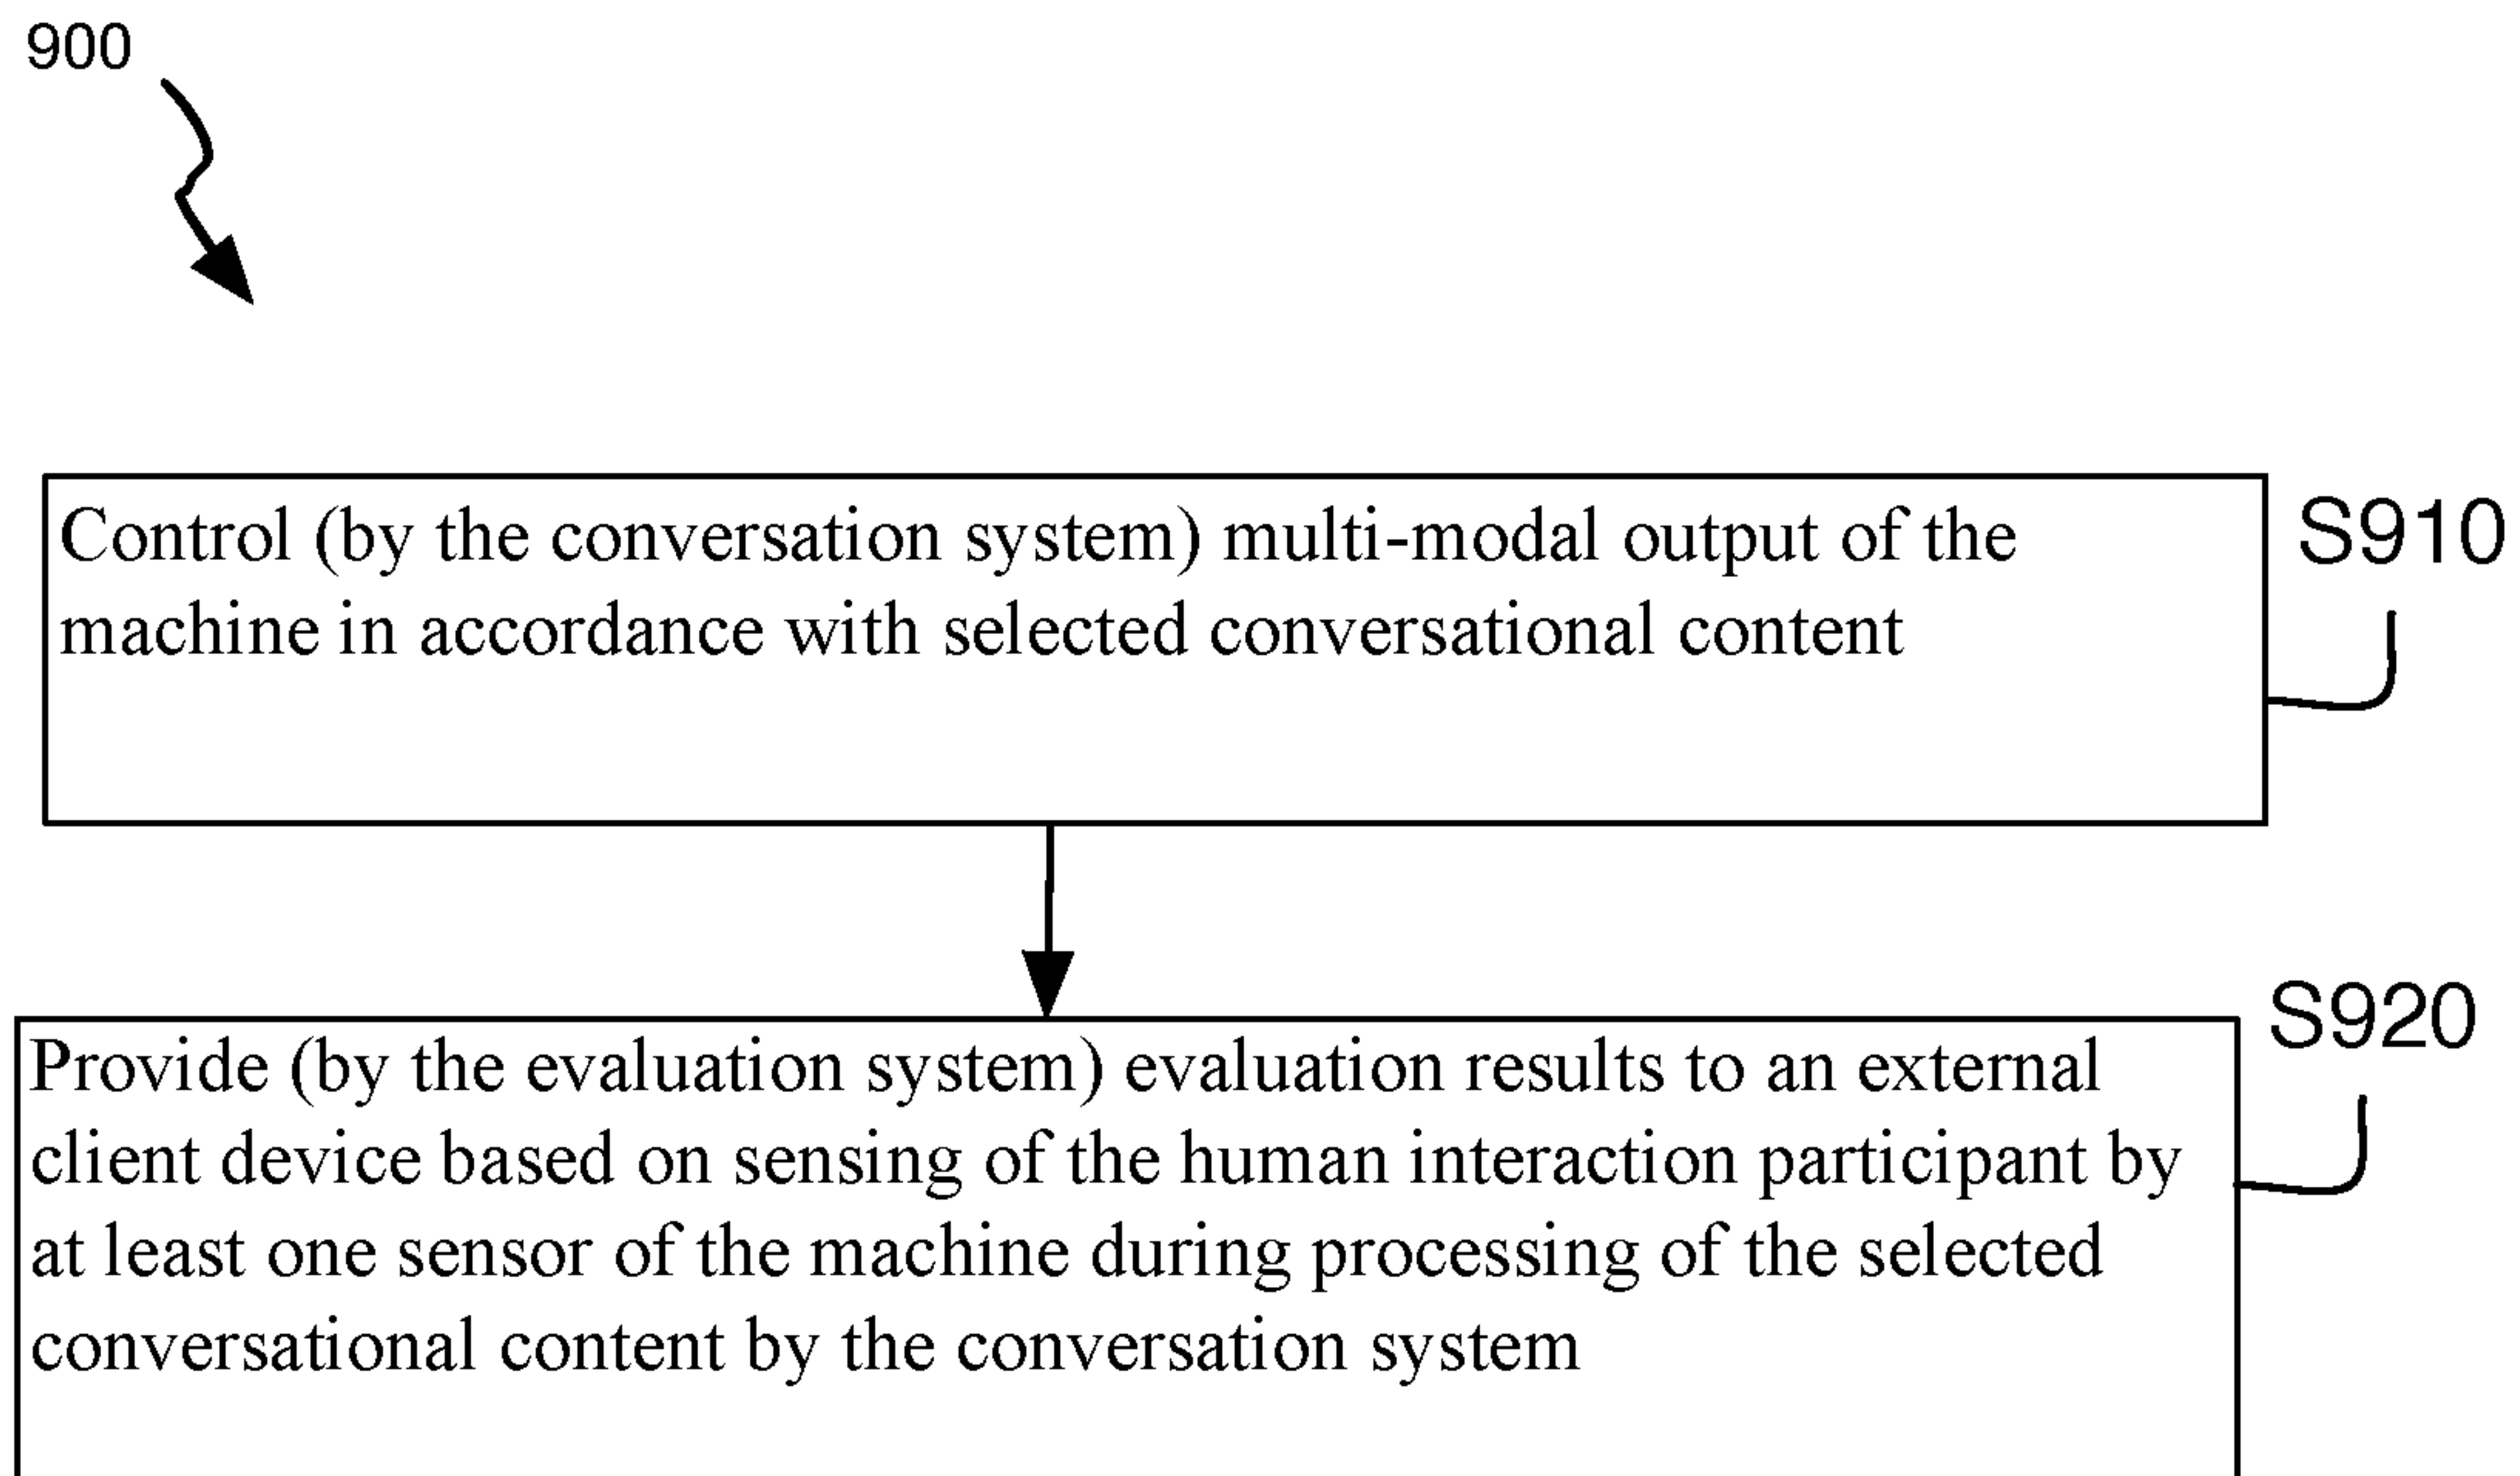 900
Control (by the conversation system) multi-modal output of the
machine in accordance with selected conversational content
S910
Provide (by the evaluation system) evaluation results to an external
client device based on sensing of the human interaction participant by
at least one sensor of the machine during processing of the selected
conversational content by the conversation system
S920